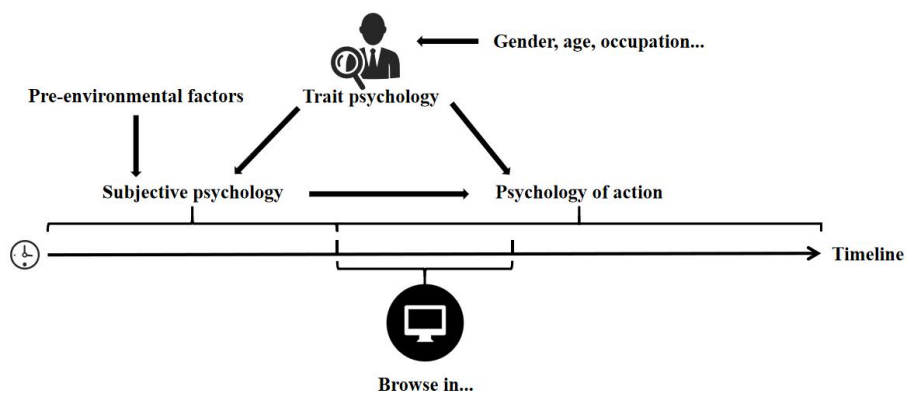 Gender, age, occupation...
Pre-environmental factors
Trait psychology
Subjective psychology
Psychology of action
Timeline
Browse in...